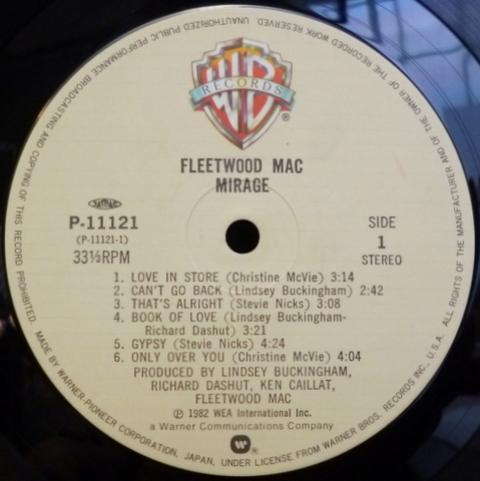 UNAUTHORIZED PUBLIC PERFORMANCE BROADCASTING AND COPYING OF THIS RECORD PROHIBITED.
ALL RIGHTS OF THE MANUFACTURER AND OF THE OWNER OF THE RECORDED WORK RESERVED.
WB
RECORDS
®
FLEETWOOD MAC
MIRAGE
P-11121
(P-11121-1)
33⅓RPM
SIDE
1
STEREO
1. LOVE IN STORE (Christine McVie) 3:14
2. CAN'T GO BACK (Lindsey Buckingham) 2:42
3. THAT'S ALRIGHT (Stevie Nicks) 3:08
4. BOOK OF LOVE (Lindsey Buckingham-
Richard Dashut) 3:21
5. GYPSY (Stevie Nicks) 4:24
6. ONLY OVER YOU (Christine McVie) 4:04
PRODUCED BY LINDSEY BUCKINGHAM,
RICHARD DASHUT, KEN CAILLAT,
FLEETWOOD MAC
℗ 1982 WEA International Inc.
a Warner Communications Company
®
MADE BY WARNER-PIONEER CORPORATION, JAPAN, UNDER LICENSE FROM WARNER BROS. RECORDS INC., U.S.A.